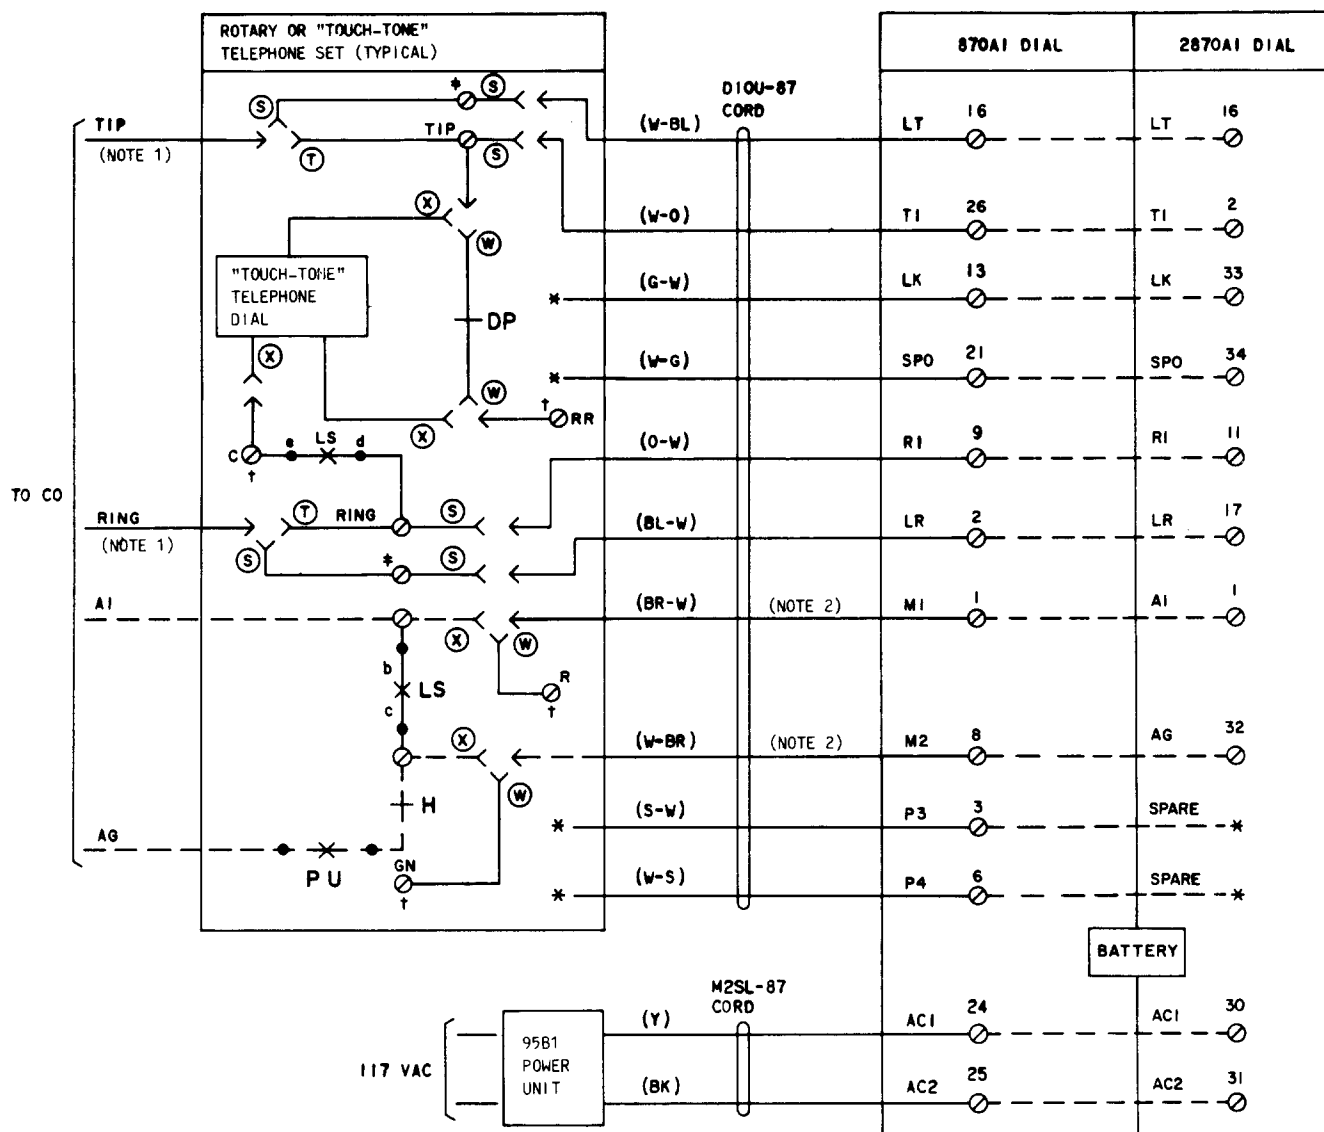 ROTARY OR "TOUCH-TONE"
TELEPHONE SET (TYPICAL)
870A1 DIAL
2870A1 DIAL
D10U-87
CORD
* S
S
TIP
(NOTE 1)
T
TIP
S
(W-BL)
LT 16
LT 16
X
W
(W-O)
T1 26
T1 2
"TOUCH-TONE"
TELEPHONE
DIAL
* (G-W)
LK 13
LK 33
DP
X
* (W-G)
SPO 21
SPO 34
W
X
† RR
C e LS d
†
(O-W)
R1 9
R1 11
TO CO
RING
(NOTE 1)
T RING S
S * S
(BL-W)
LR 2
LR 17
A1
X W
(BR-W)
(NOTE 2)
M1 1
A1 1
b
LS
c
R
†
X
W
(W-BR)
(NOTE 2)
M2 8
AG 32
H
* (S-W)
P3 3
SPARE *
AG
PU
GN
†
* (W-S)
P4 6
SPARE *
BATTERY
M2SL-87
CORD
117 VAC
95B1
POWER
UNIT
(Y)
AC1 24
AC1 30
(BK)
AC2 25
AC2 31